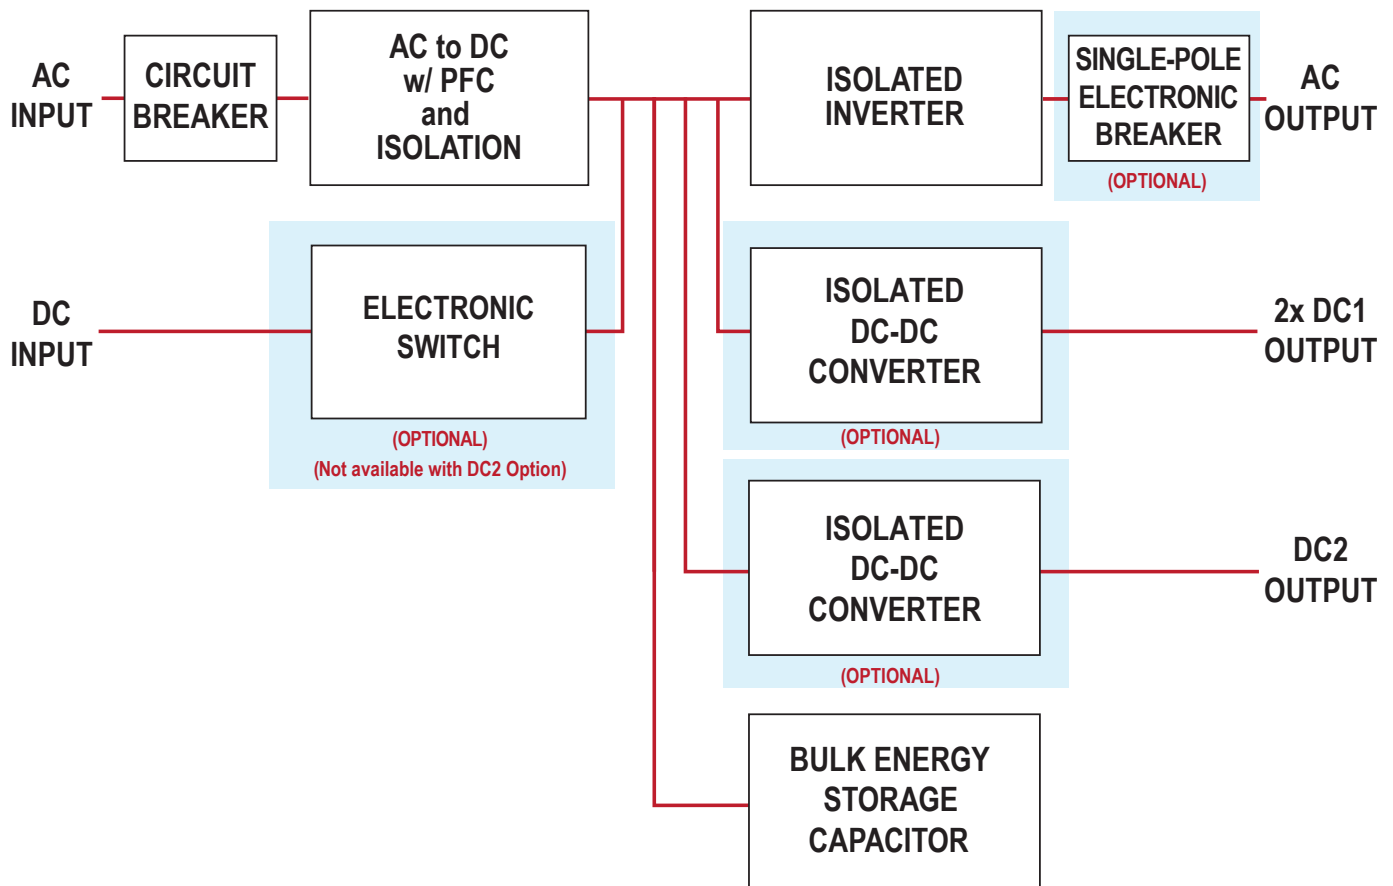 AC
INPUT
CIRCUIT
BREAKER
AC to DC
w/ PFC
and
ISOLATION
ISOLATED
INVERTER
SINGLE-POLE
ELECTRONIC
BREAKER
(OPTIONAL)
AC
OUTPUT
DC
INPUT
ELECTRONIC
SWITCH
(OPTIONAL)
(Not available with DC2 Option)
ISOLATED
DC-DC
CONVERTER
(OPTIONAL)
2x DC1
OUTPUT
ISOLATED
DC-DC
CONVERTER
(OPTIONAL)
DC2
OUTPUT
BULK ENERGY
STORAGE
CAPACITOR